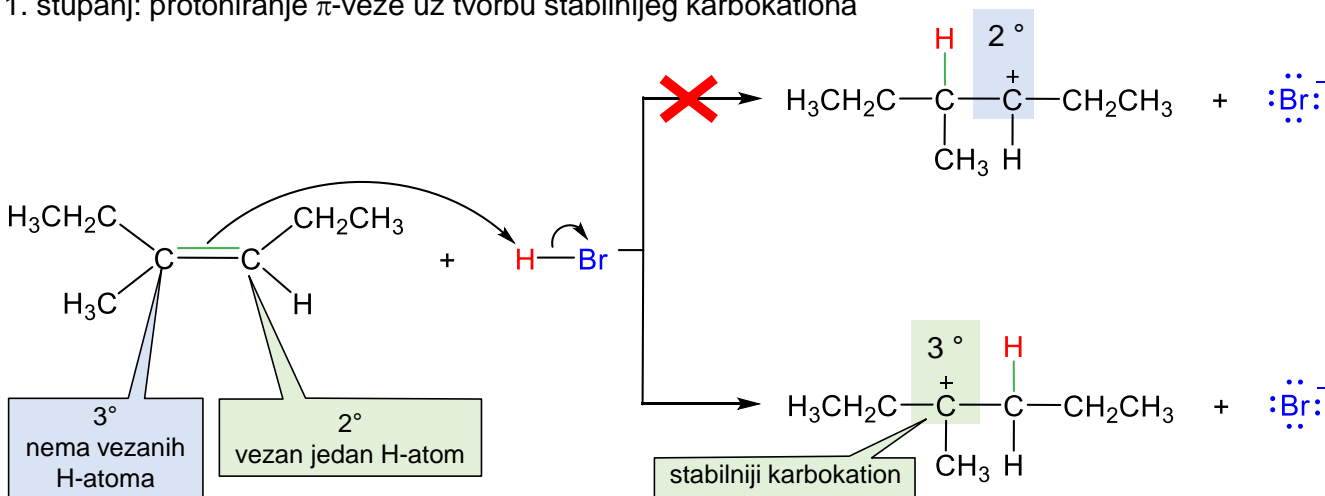 1. stupanj: protoniranje π-veze uz tvorbu stabilnijeg karbokationa
H 2 °
+
H₃CH₂C C C CH₂CH₃ + :Br: −
CH₃ H
H₃CH₂C CH₂CH₃
C C + H Br
H₃C H
3°
nema vezanih
H-atoma
2°
vezan jedan H-atom
3 ° H
+
H₃CH₂C C C CH₂CH₃ + :Br: −
CH₃ H
stabilniji karbokation